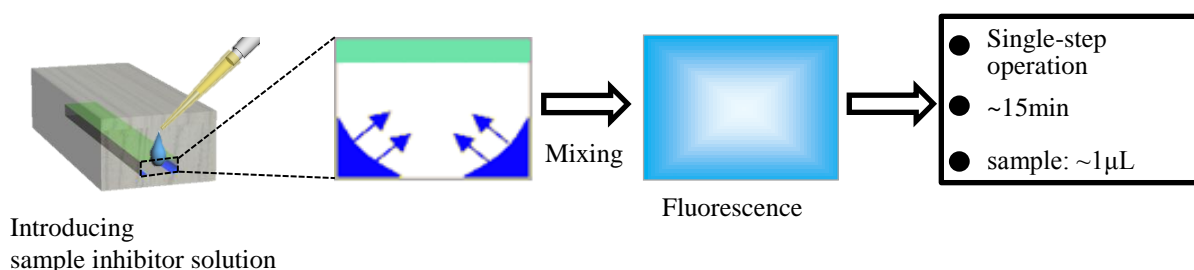 Introducing
sample inhibitor solution
Mixing
Fluorescence
● Single-step
operation
● ~15min
● sample: ~1μL